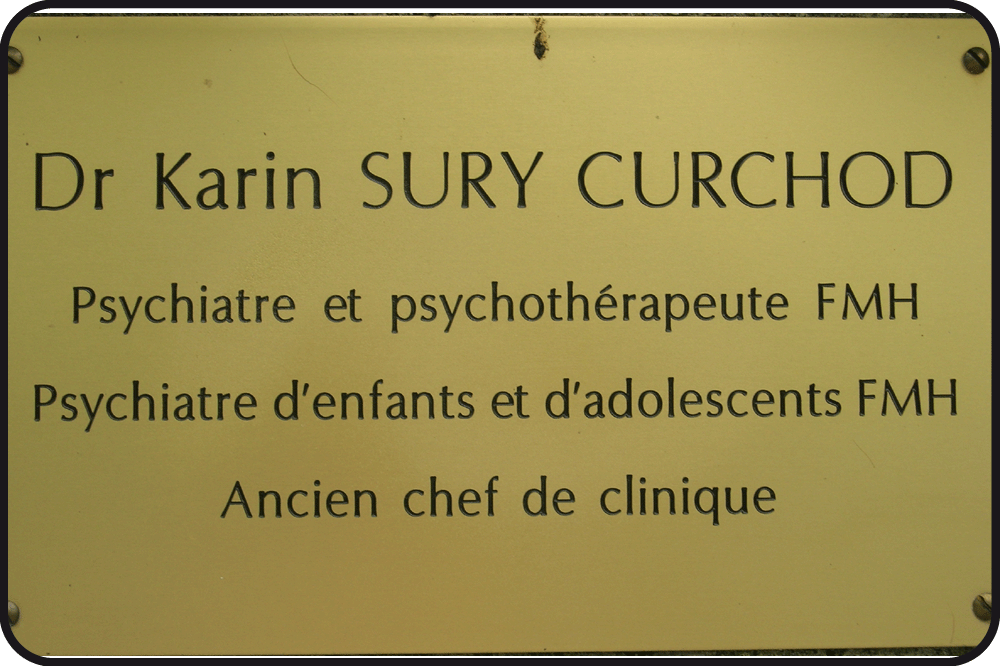 Dr Karin SURY CURCHOD
Psychiatre et psychothérapeute FMH
Psychiatre d'enfants et d'adolescents FMH
Ancien chef de clinique